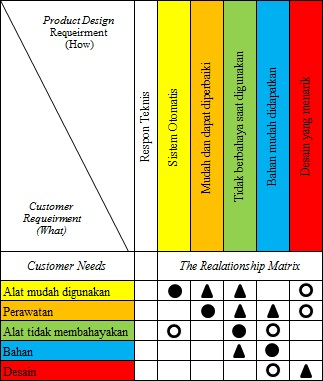 Product Design
Requeirment
(How)
Customer
Requeirment
(What)
Respon Teknis
Sistem Otomatis
Mudah dan dapat diperbaiki
Tidak berbahaya saat digunakan
Bahan mudah didapatkan
Desain yang menarik
Customer Needs
The Realationship Matrix
Alat mudah digunakan
Perawatan
Alat tidak membahayakan
Bahan
Desain